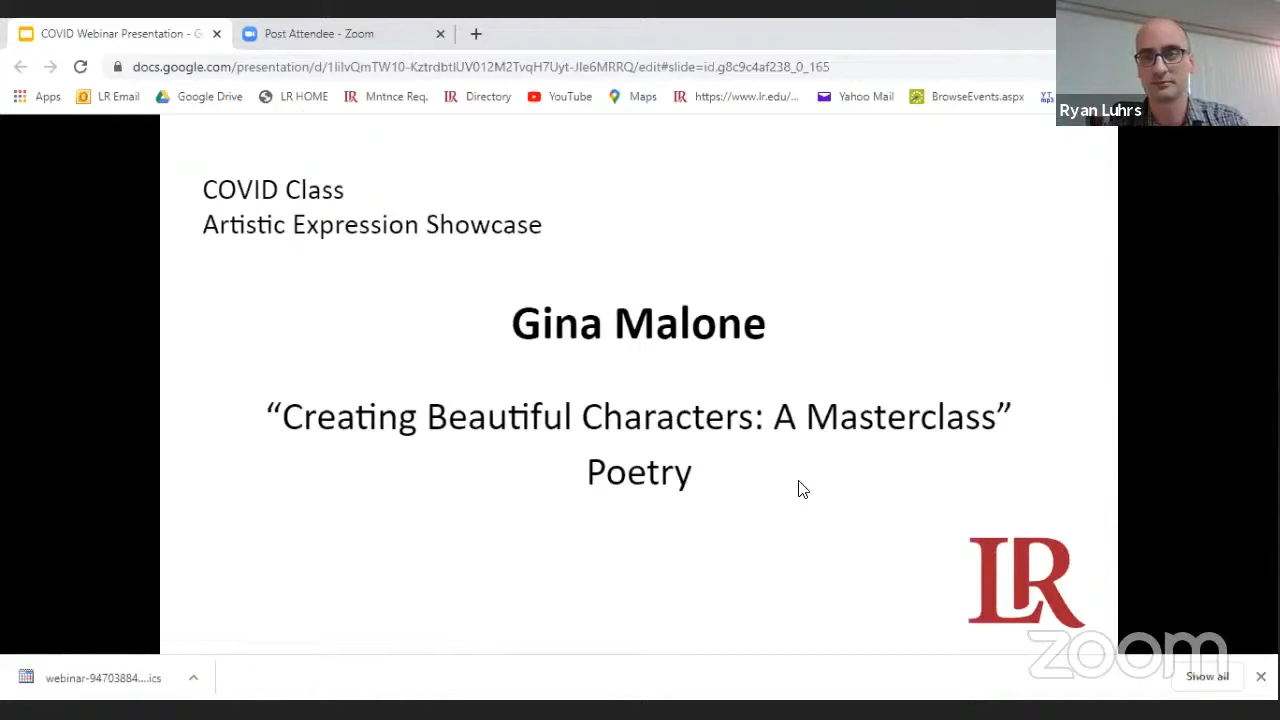 COVID Webinar Presentation - G
Post Attendee - Zoom
docs.google.com/presentation/d/1IiIvQmTW10-KztrdbtIUV012M2TvqH7Uyt-JIe6MRRQ/edit#slide=id.g8c9c4af238_0_165
Apps
LR Email
Google Drive
LR HOME
Mntnce Req.
Directory
YouTube
Maps
https://www.lr.edu/...
Yahoo Mail
BrowseEvents.aspx
Ryan Luhrs
COVID Class
Artistic Expression Showcase
Gina Malone
“Creating Beautiful Characters: A Masterclass”
Poetry
LR
zoom
webinar-94703884....ics
Show all